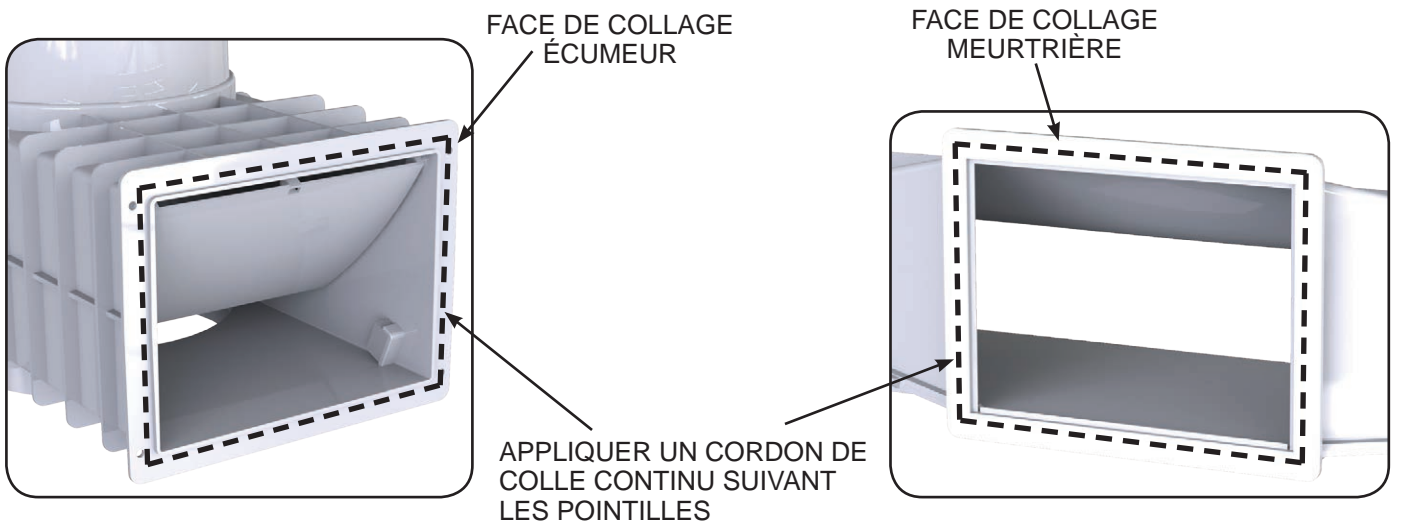 FACE DE COLLAGE
ÉCUMEUR
FACE DE COLLAGE
MEURTRIÈRE
APPLIQUER UN CORDON DE
COLLE CONTINU SUIVANT
LES POINTILLES